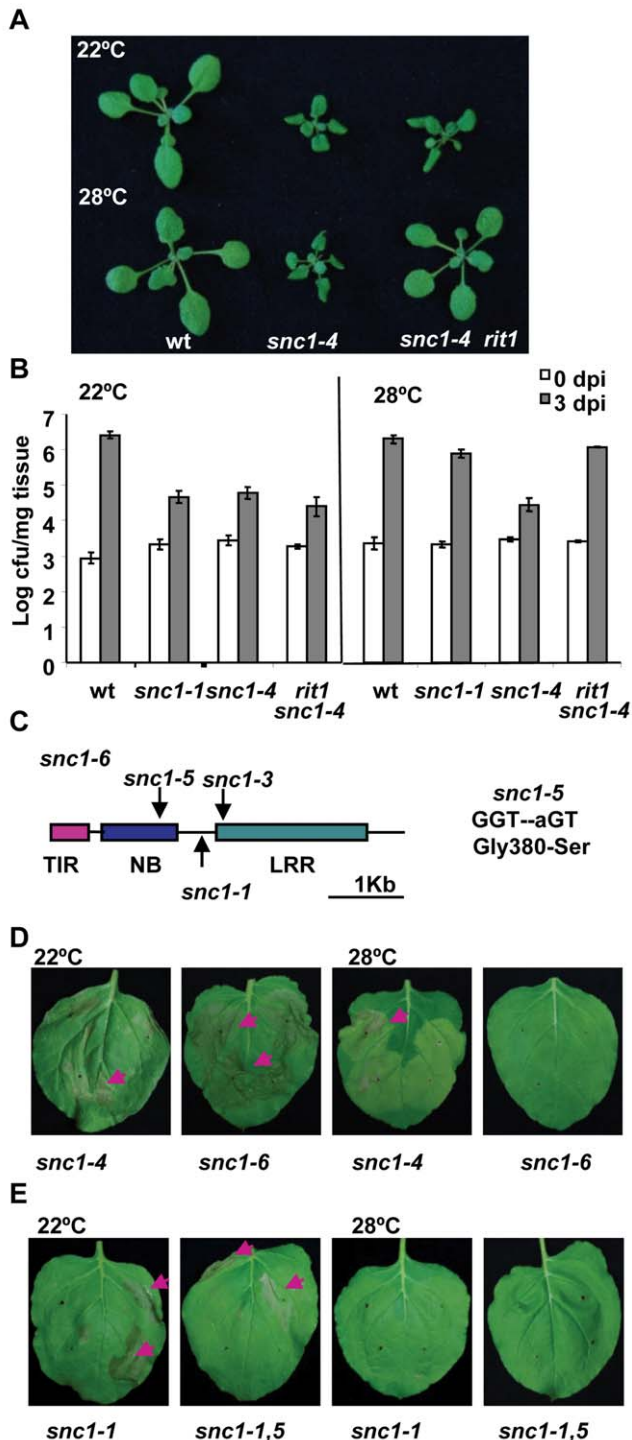 A
22ºC
28ºC
wt snc1-4 snc1-4 rit1
B
22ºC 28ºC
0 dpi
3 dpi
Log cfu/mg tissue
7
6
5
4
3
2
1
0
wt snc1-1 snc1-4 rit1 snc1-4 wt snc1-1 snc1-4 rit1 snc1-4
C
snc1-6
snc1-5 snc1-3
TIR NB LRR
snc1-1
1Kb
snc1-5
GGT--aGT
Gly380-Ser
D
22ºC 28ºC
snc1-4 snc1-6 snc1-4 snc1-6
E
22ºC 28ºC
snc1-1 snc1-1,5 snc1-1 snc1-1,5